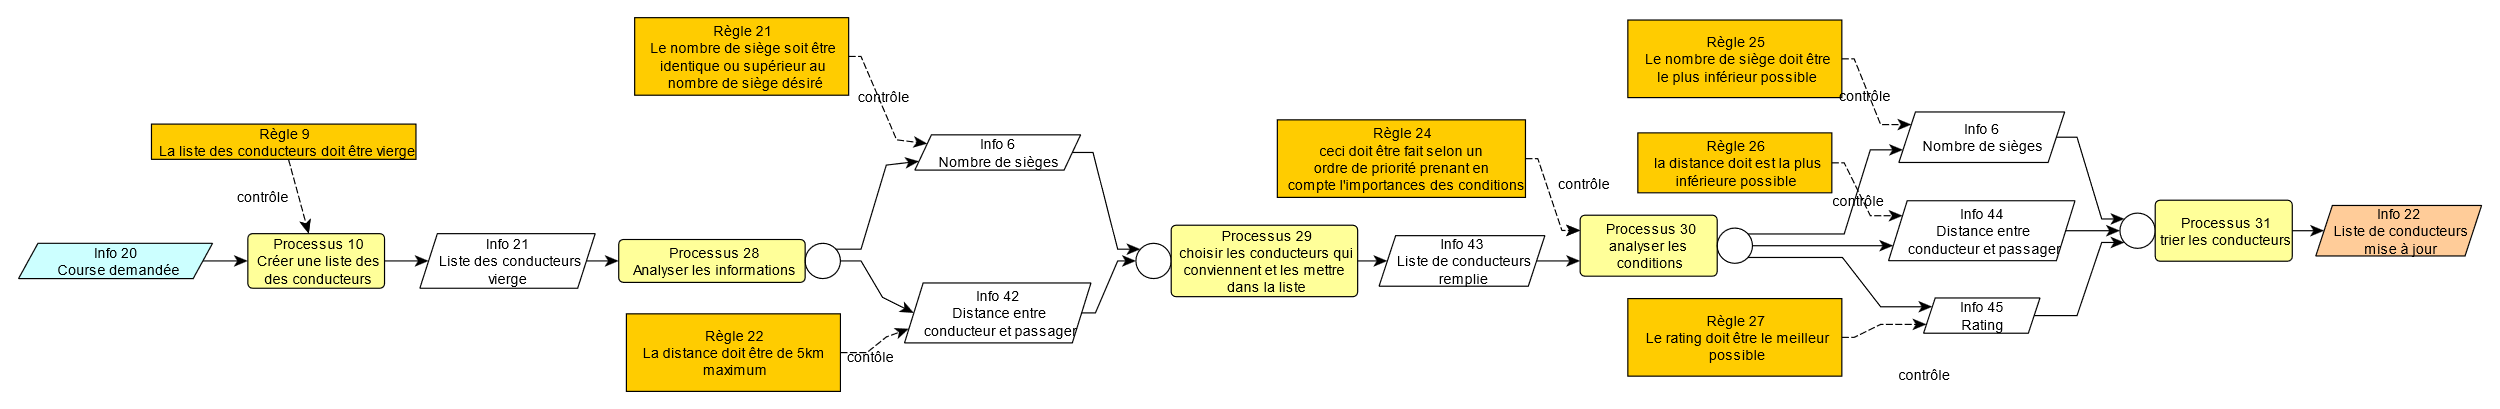 Règle 21
Le nombre de siège soit être
identique ou supérieur au
nombre de siège désiré
contrôle
Règle 9
La liste des conducteurs doit être vierge
contrôle
Info 20
Course demandée
Processus 10
Créer une liste des
des conducteurs
Info 21
Liste des conducteurs
vierge
Processus 28
Analyser les informations
Info 6
Nombre de sièges
Info 42
Distance entre
conducteur et passager
Règle 22
La distance doit être de 5km
maximum
contôle
Processus 29
choisir les conducteurs qui
conviennent et les mettre
dans la liste
Règle 24
ceci doit être fait selon un
ordre de priorité prenant en
compte l'importances des conditions
contrôle
Info 43
Liste de conducteurs
remplie
Processus 30
analyser les
conditions
Règle 25
Le nombre de siège doit être
le plus inférieur possible
contrôle
Info 6
Nombre de sièges
Règle 26
la distance doit est la plus
inférieure possible
contrôle
Info 44
Distance entre
conducteur et passager
Règle 27
Le rating doit être le meilleur
possible
contrôle
Info 45
Rating
Processus 31
trier les conducteurs
Info 22
Liste de conducteurs
mise à jour